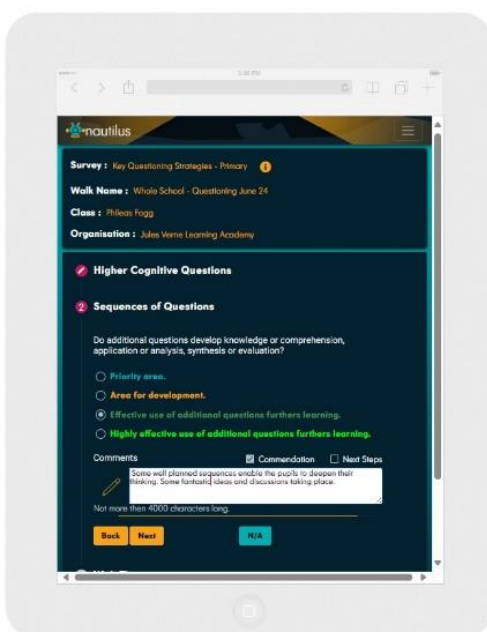 nautilus
Survey : Key Questioning Strategies - Primary i
Walk Name : Whole School - Questioning June 24
Class : Phileas Fogg
Organisation : Jules Verne Learning Academy
Higher Cognitive Questions
2 Sequences of Questions
Do additional questions develop knowledge or comprehension,
application or analysis, synthesis or evaluation?
Priority area.
Area for development.
Effective use of additional questions furthers learning.
Highly effective use of additional questions furthers learning.
Comments Commendation Next Steps
Some well planned sequences enable the pupils to deepen their
thinking. Some fantastic ideas and discussions taking place.
Not more then 4000 characters long.
Back Next N/A